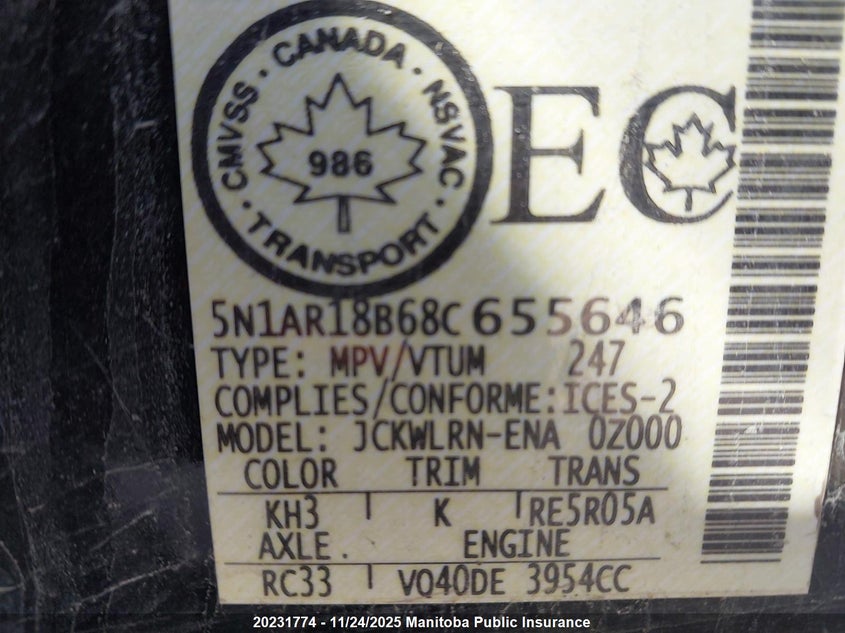 CMVSS · CANADA · NSVAC · TRANSPORT ·
986
EC
5N1AR18B68C655646
TYPE: MPV/VTUM 247
COMPLIES/CONFORME:ICES-2
MODEL: JCKWLRN-ENA 0Z000
COLOR TRIM TRANS
KH3 K RE5R05A
AXLE. ENGINE
RC33 VQ40DE 3954CC
20231774 - 11/24/2025 Manitoba Public Insurance